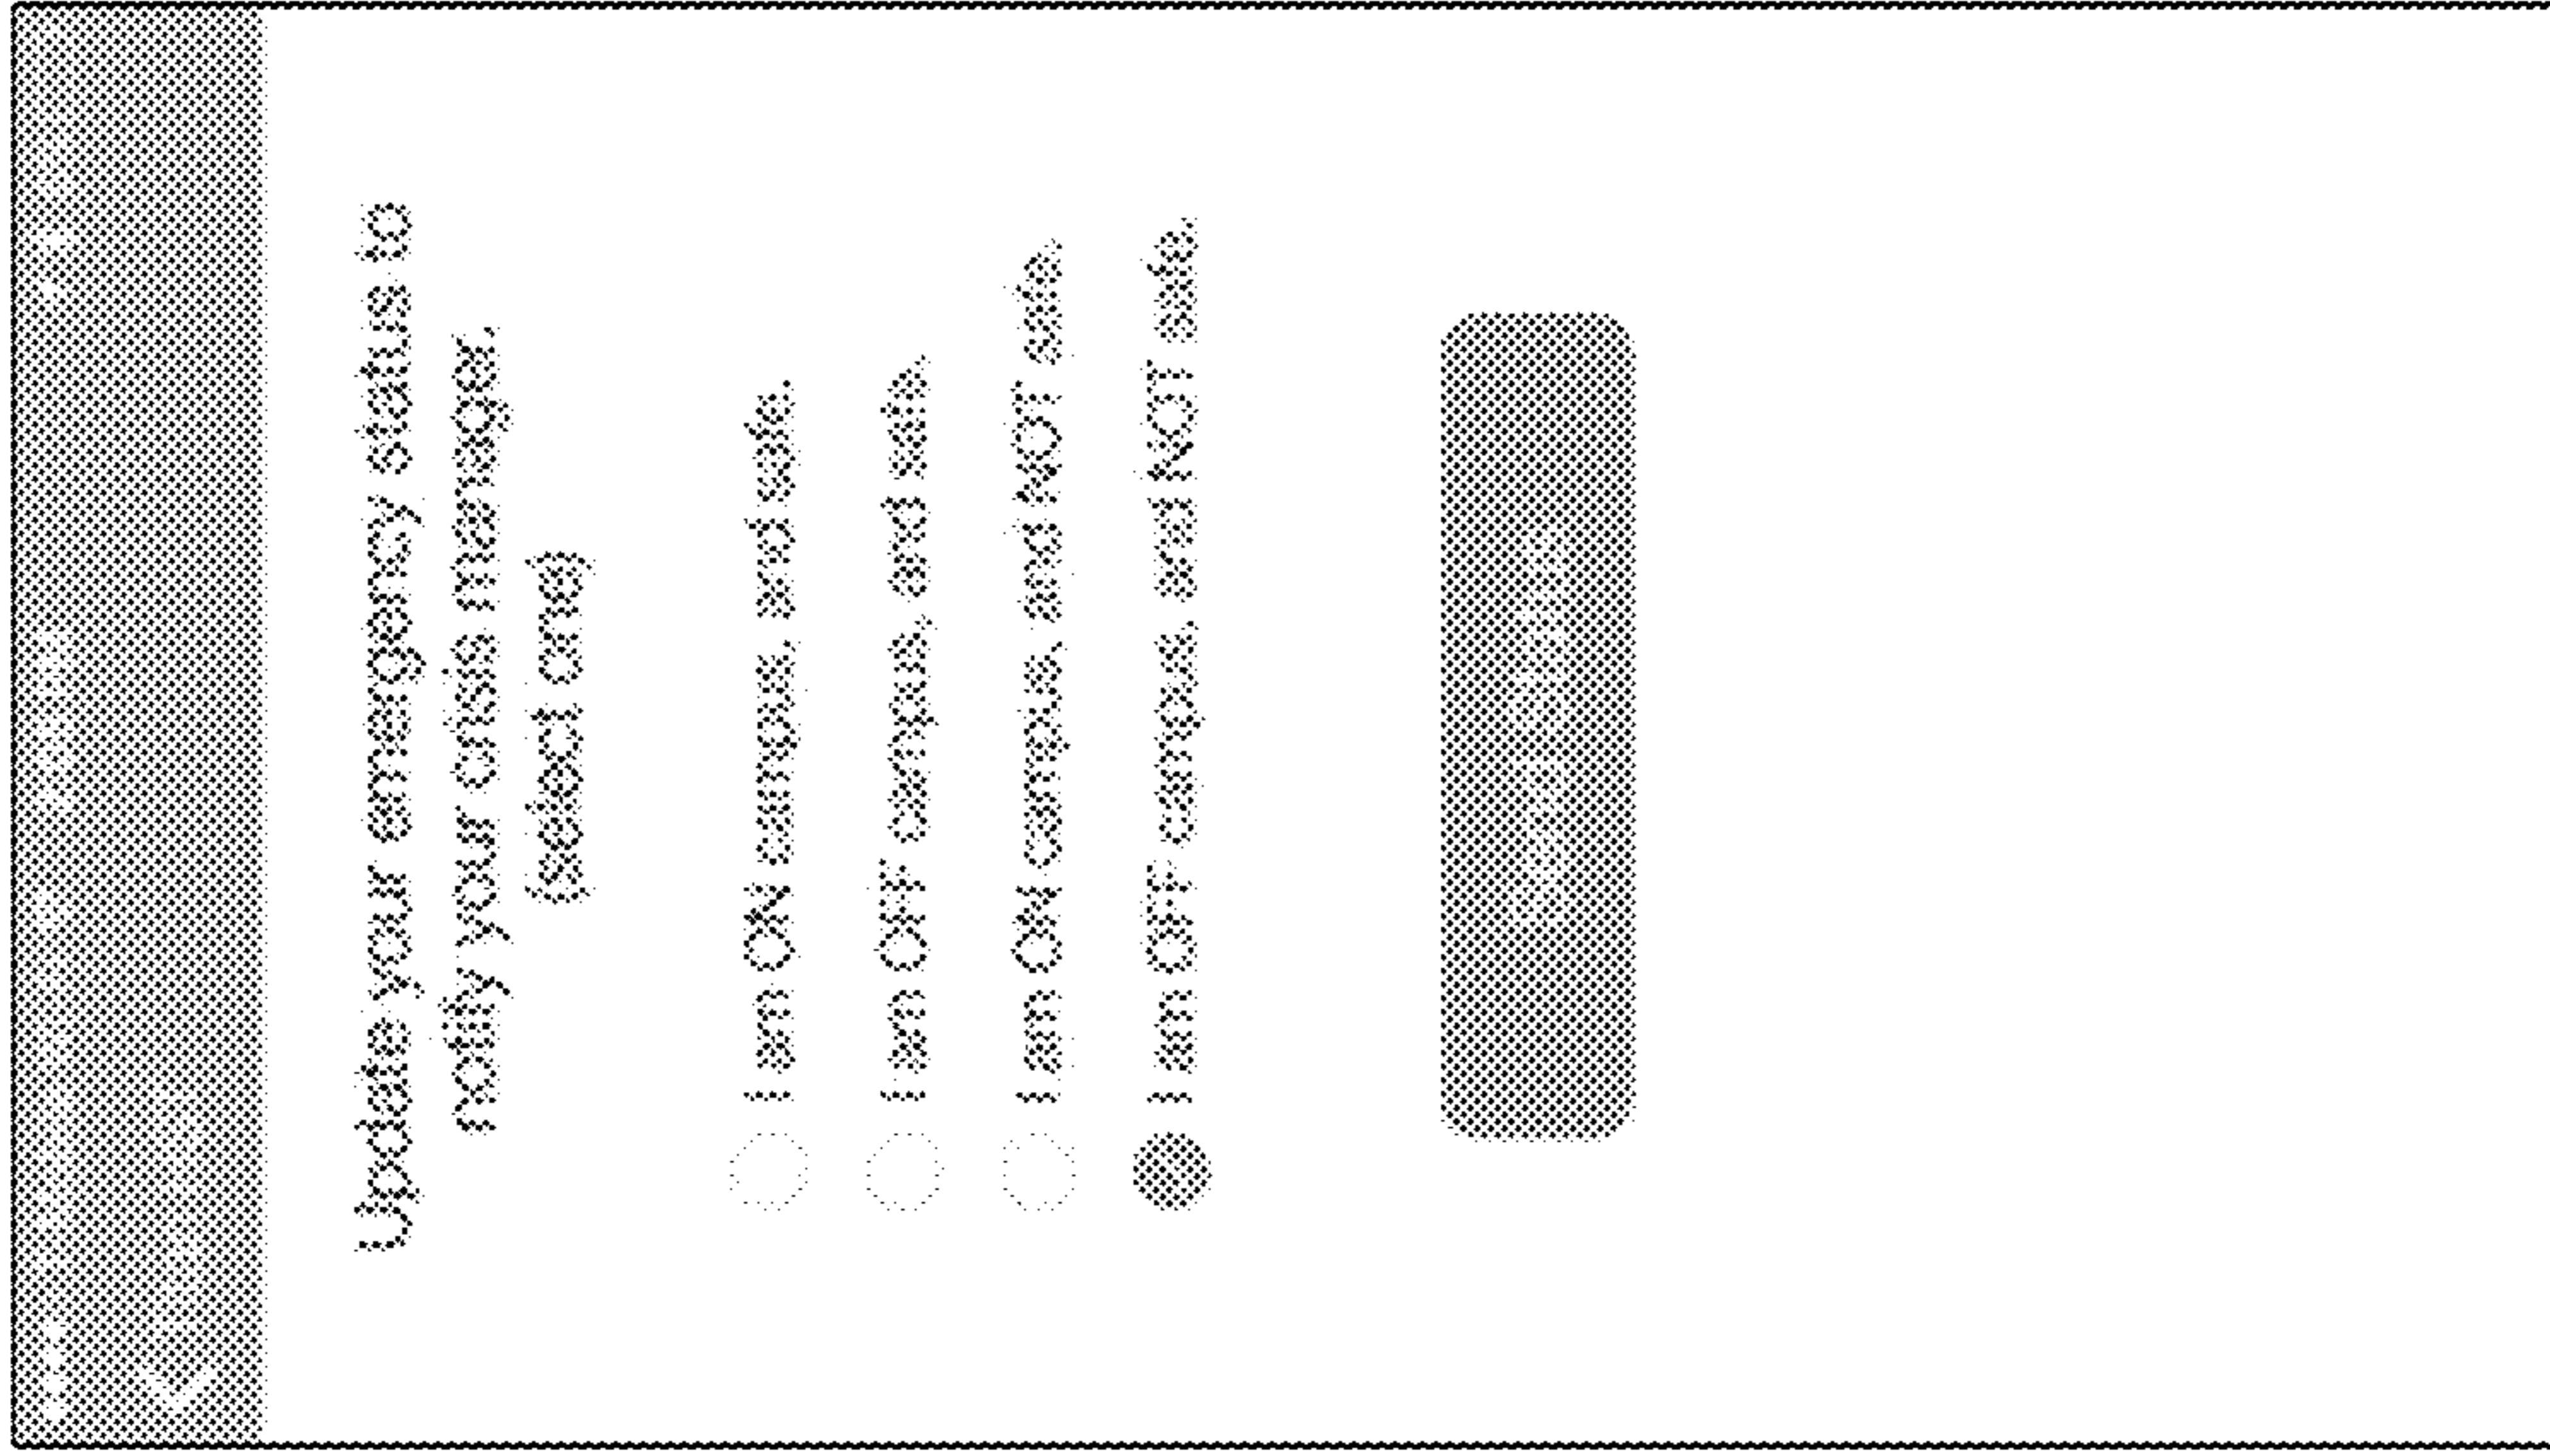 Update your emergency status to
notify your crisis manager.
(select one)
I am ON campus, and safe.
I am OFF campus, and safe.
I am ON campus, and NOT safe.
I am OFF campus, and NOT safe.